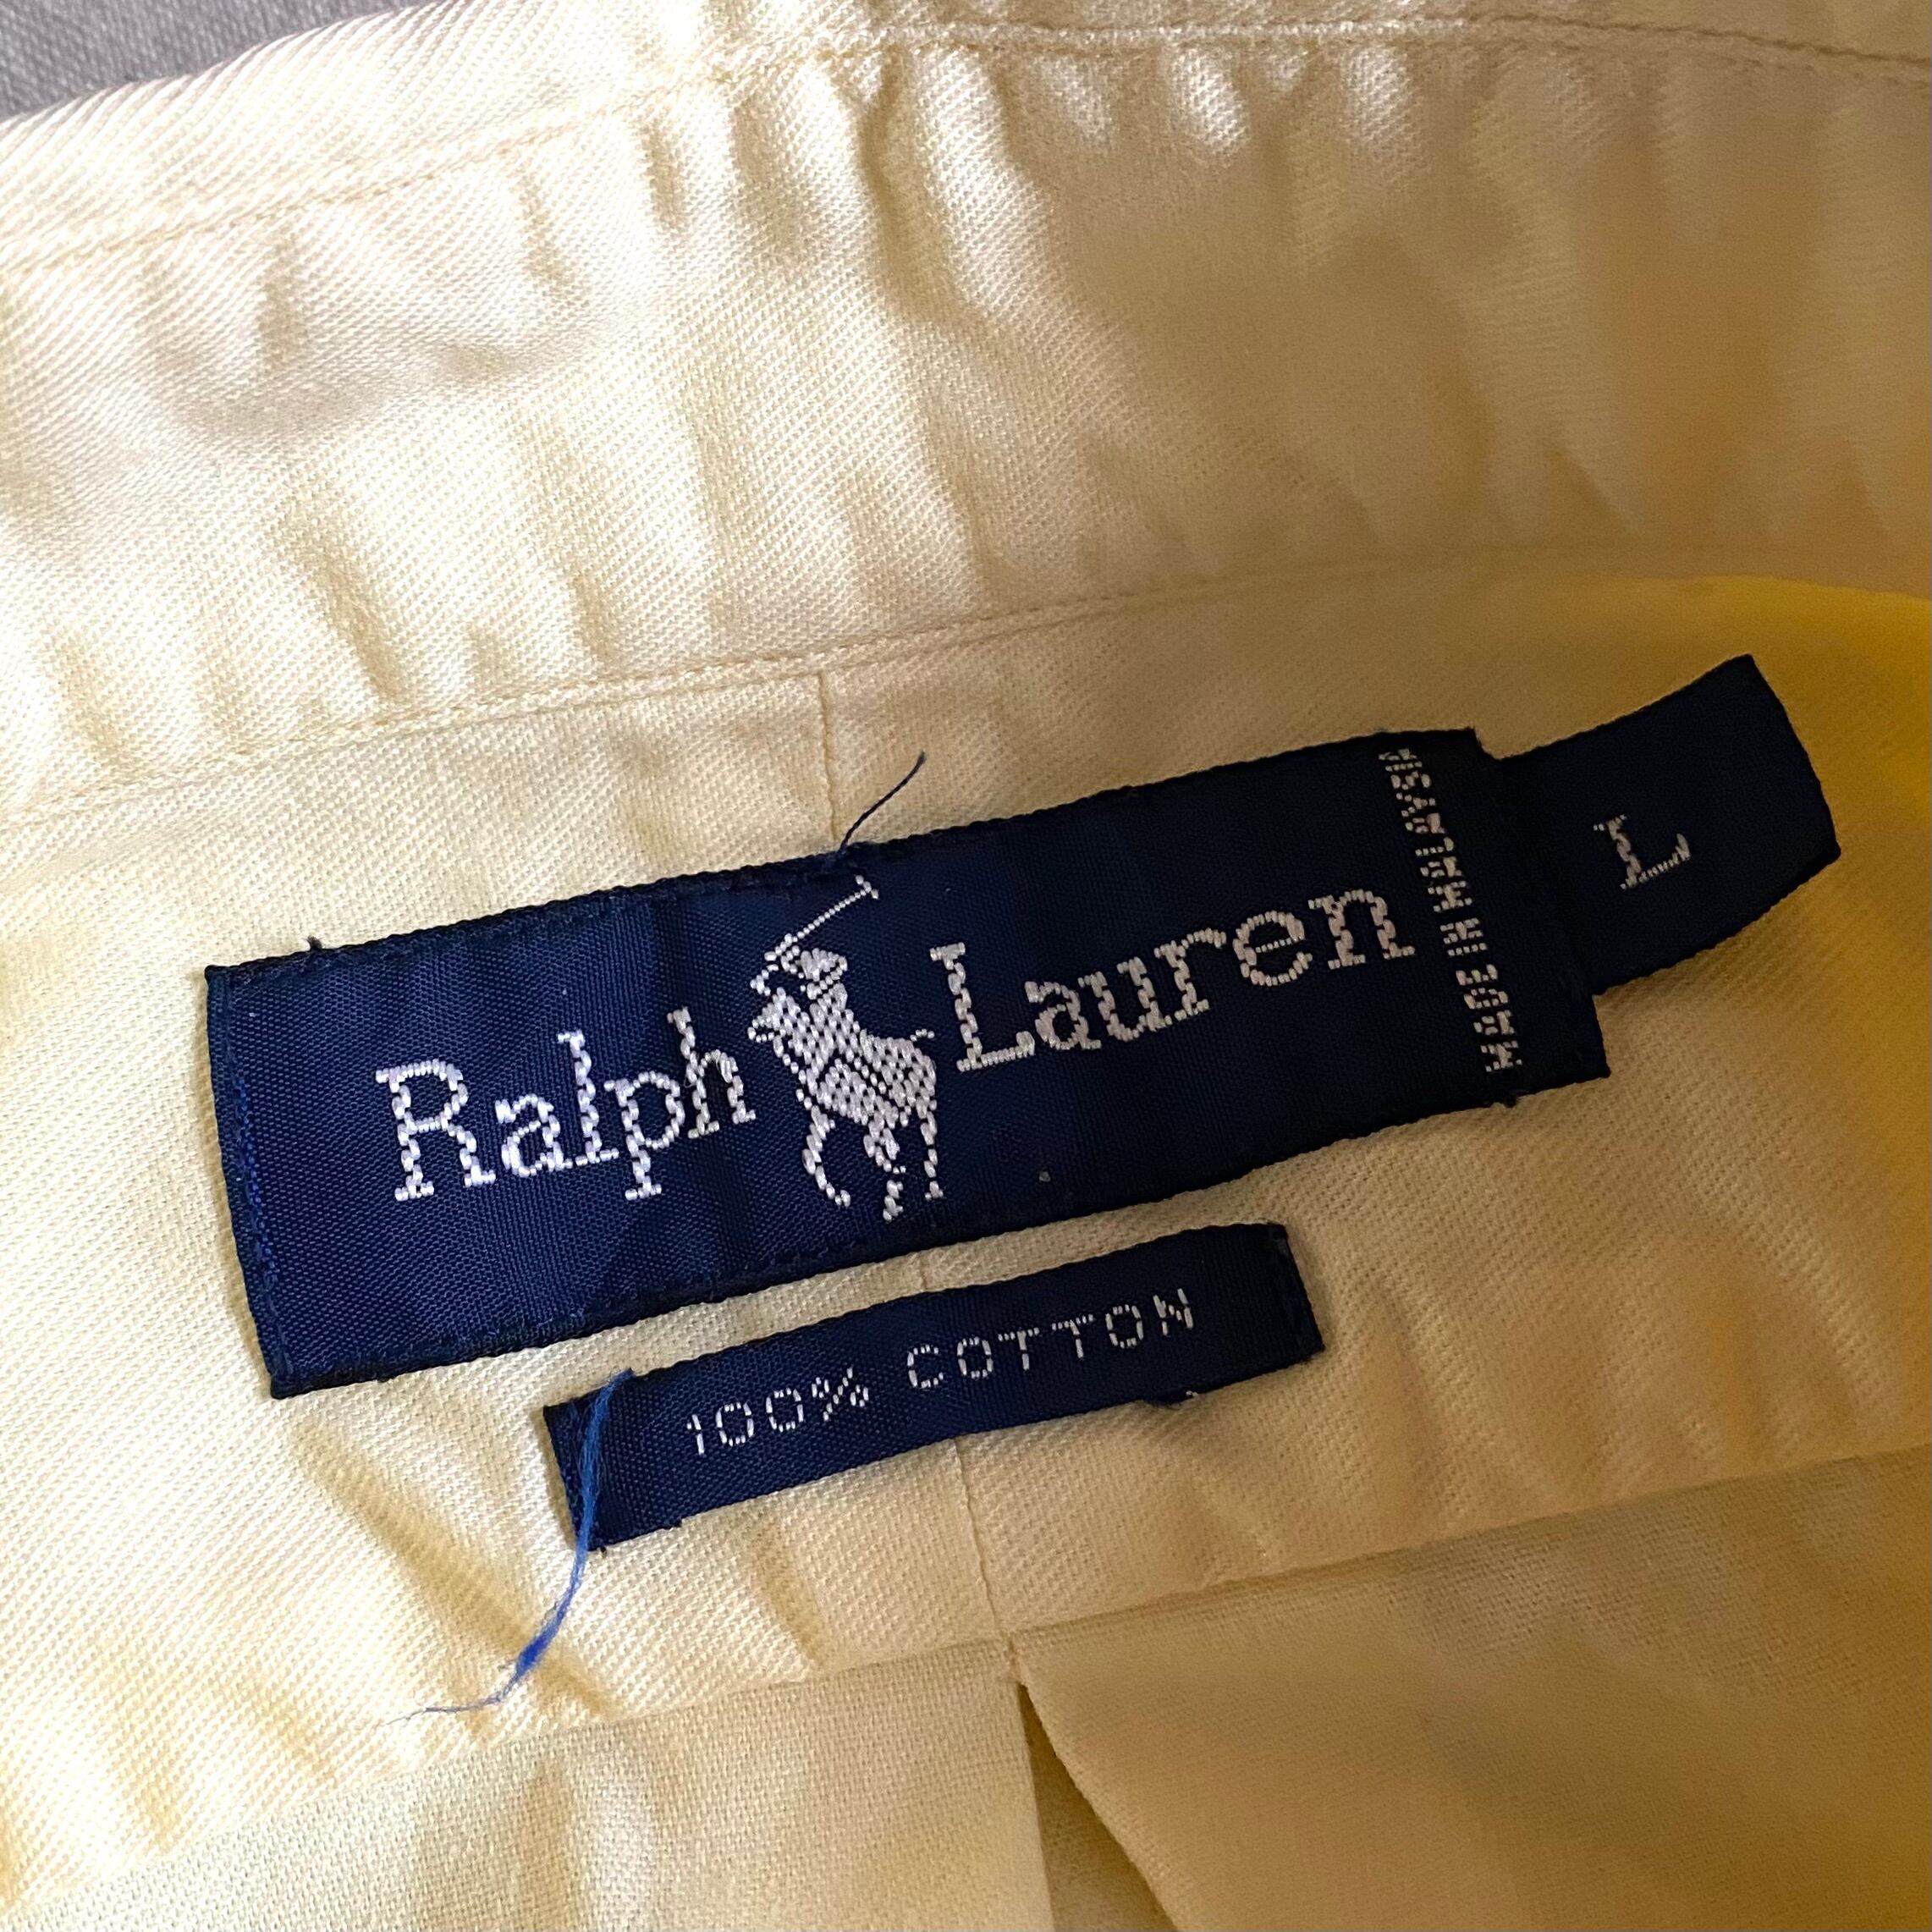 Ralph Lauren
MADE IN MALAYSIA
L
100% COTTON